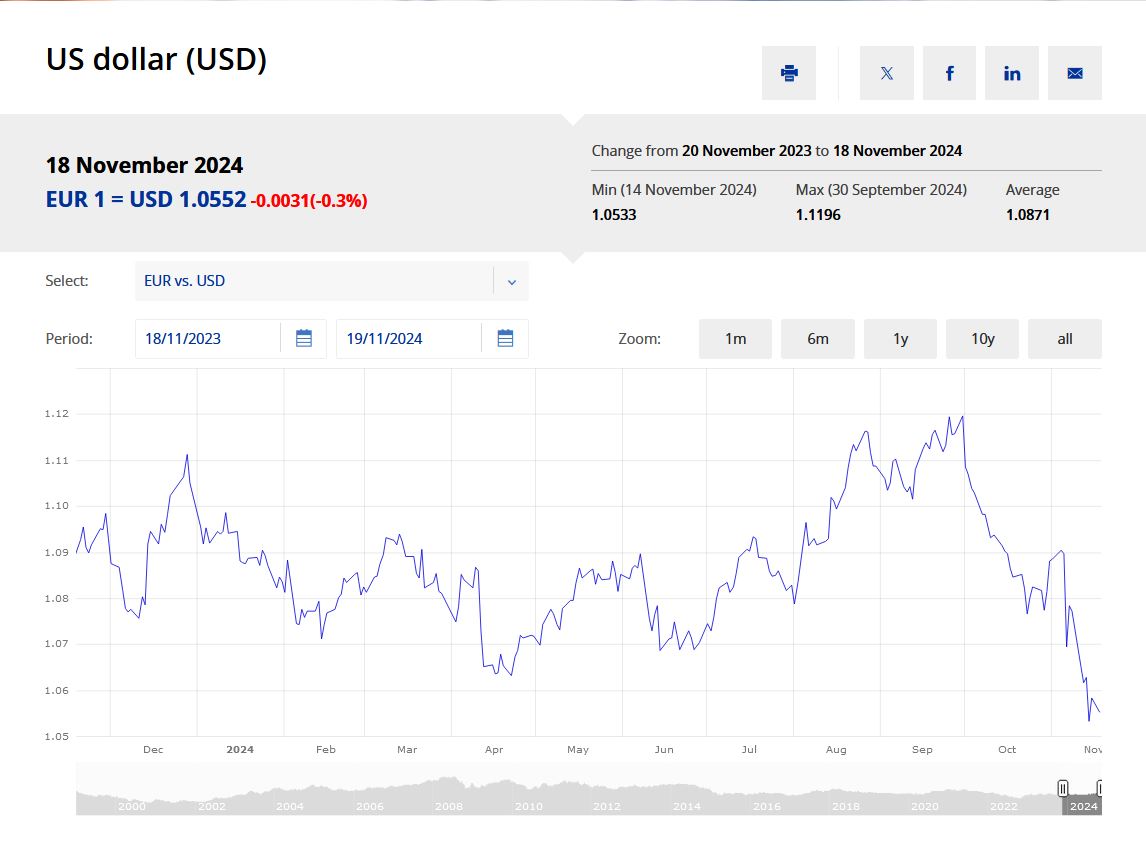 US dollar (USD)
18 November 2024
EUR 1 = USD 1.0552 -0.0031(-0.3%)
Change from 20 November 2023 to 18 November 2024
Min (14 November 2024) Max (30 September 2024) Average
1.0533 1.1196 1.0871
Select: EUR vs. USD
Period: 18/11/2023 19/11/2024 Zoom: 1m 6m 1y 10y all
1.12
1.11
1.10
1.09
1.08
1.07
1.06
1.05
Dec 2024 Feb Mar Apr May Jun Jul Aug Sep Oct Nov
2000 2002 2004 2006 2008 2010 2012 2014 2016 2018 2020 2022 2024